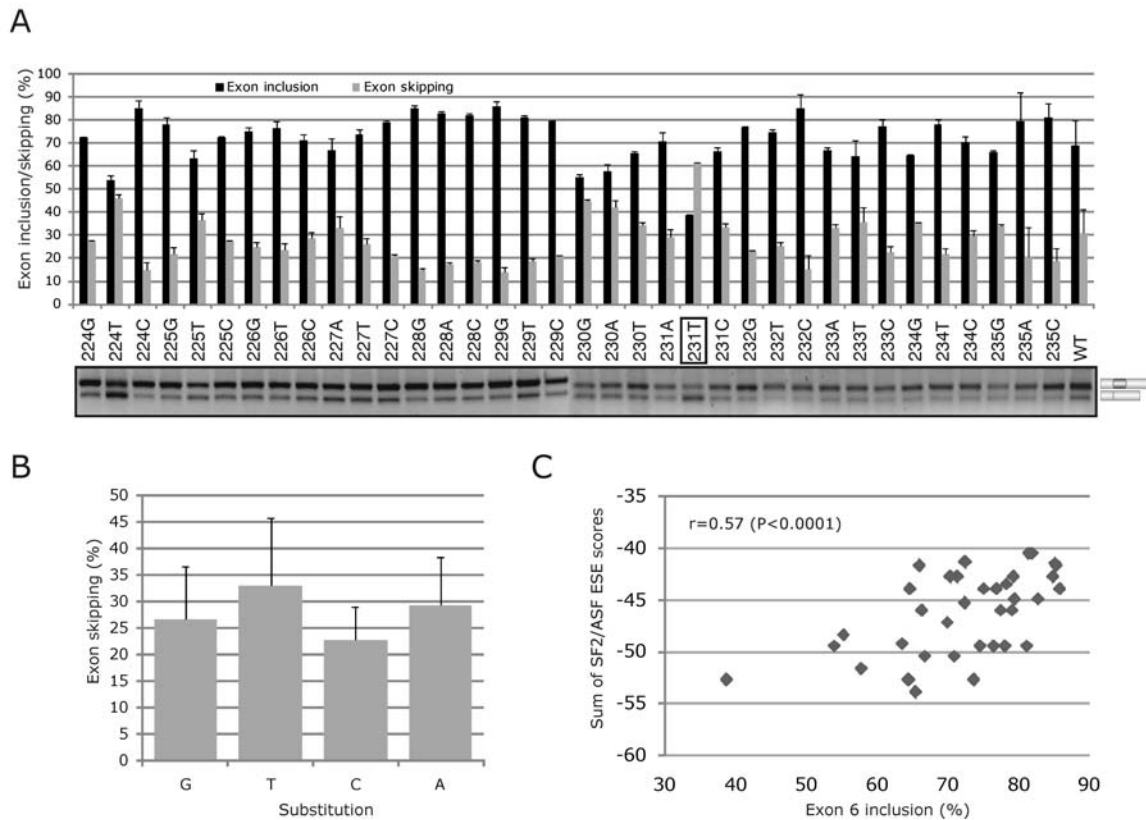 A
Exon inclusion/skipping (%)
100
90
80
70
60
50
40
30
20
10
0
Exon inclusion
Exon skipping
224G
224T
224C
225G
225T
225C
226G
226T
226C
227A
227T
227C
228G
228A
228C
229G
229T
229C
230G
230A
230T
231A
231T
231C
232G
232T
232C
233A
233T
233C
234G
234T
234C
235G
235A
235C
WT
B
Exon skipping (%)
50
45
40
35
30
25
20
15
10
5
0
G T C A
Substitution
C
Sum of SF2/ASF ESE scores
-35
-40
-45
-50
-55
-60
r=0.57 (P<0.0001)
30 40 50 60 70 80 90
Exon 6 inclusion (%)